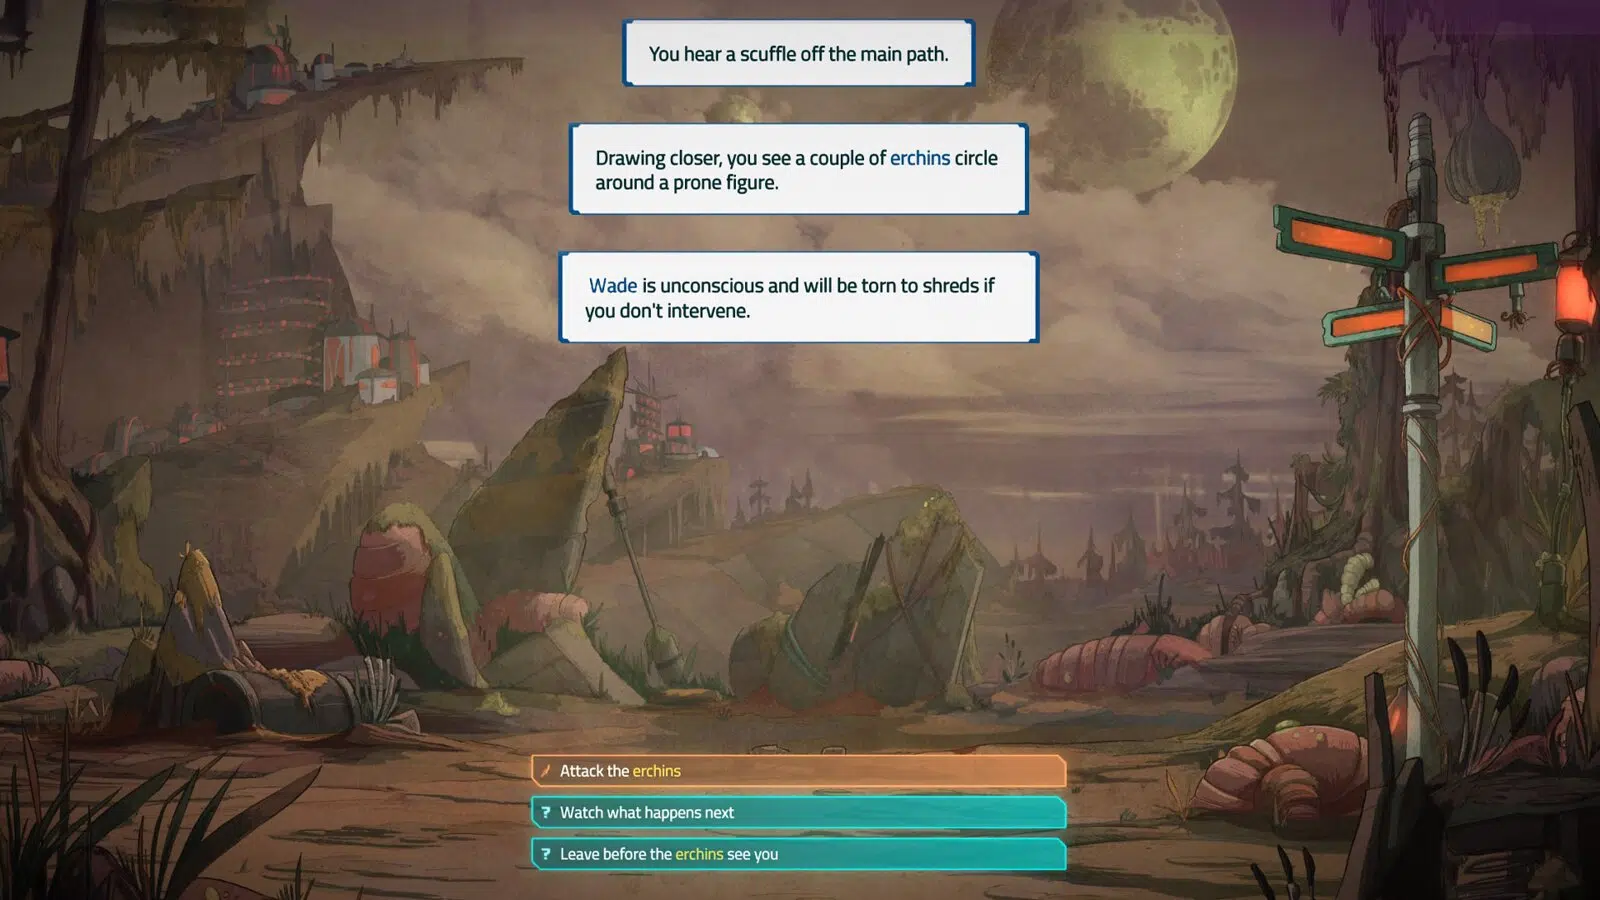 You hear a scuffle off the main path.
Drawing closer, you see a couple of erchins circle
around a prone figure.
Wade is unconscious and will be torn to shreds if
you don't intervene.
Attack the erchins
? Watch what happens next
? Leave before the erchins see you